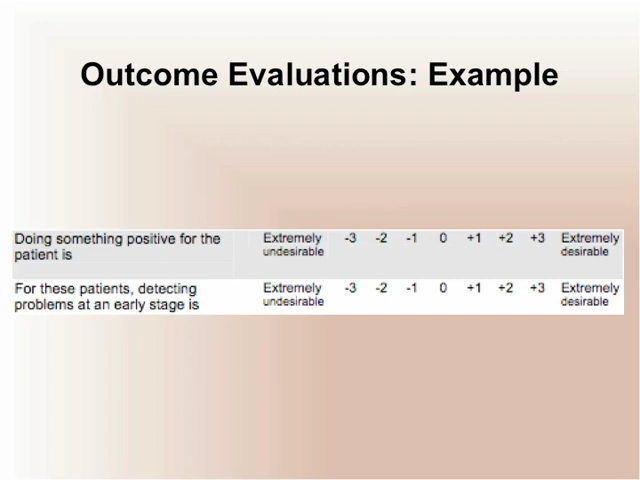 Outcome Evaluations: Example
Doing something positive for the Extremely -3 -2 -1 0 +1 +2 +3 Extremely
patient is undesirable desirable
For these patients, detecting Extremely -3 -2 -1 0 +1 +2 +3 Extremely
problems at an early stage is undesirable desirable